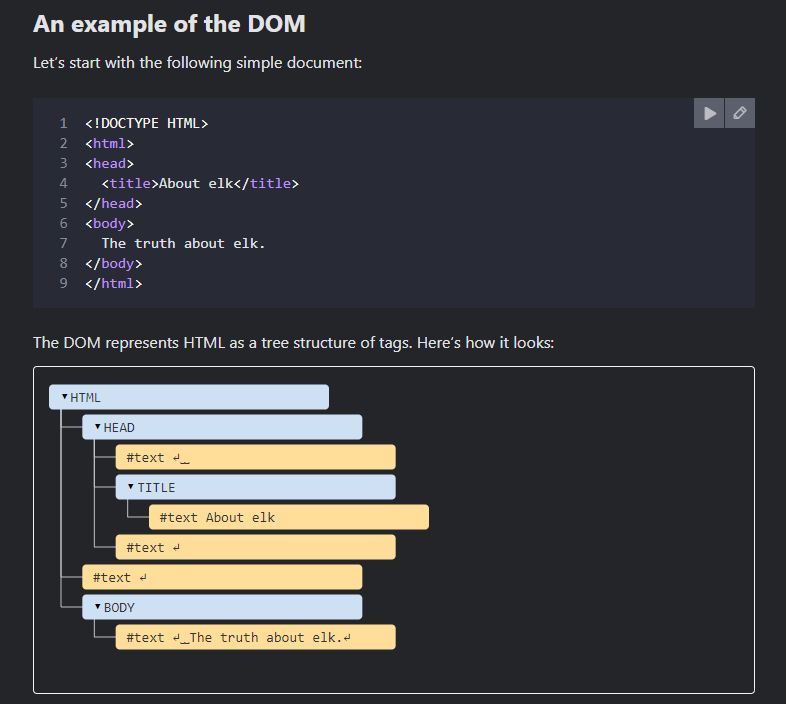 An example of the DOM
Let's start with the following simple document:
1 <!DOCTYPE HTML>
2 <html>
3 <head>
4   <title>About elk</title>
5 </head>
6 <body>
7   The truth about elk.
8 </body>
9 </html>
The DOM represents HTML as a tree structure of tags. Here's how it looks:
▾HTML
▾HEAD
#text ↵␣␣
▾TITLE
#text About elk
#text ↵
#text ↵
▾BODY
#text ↵␣␣The truth about elk.↵